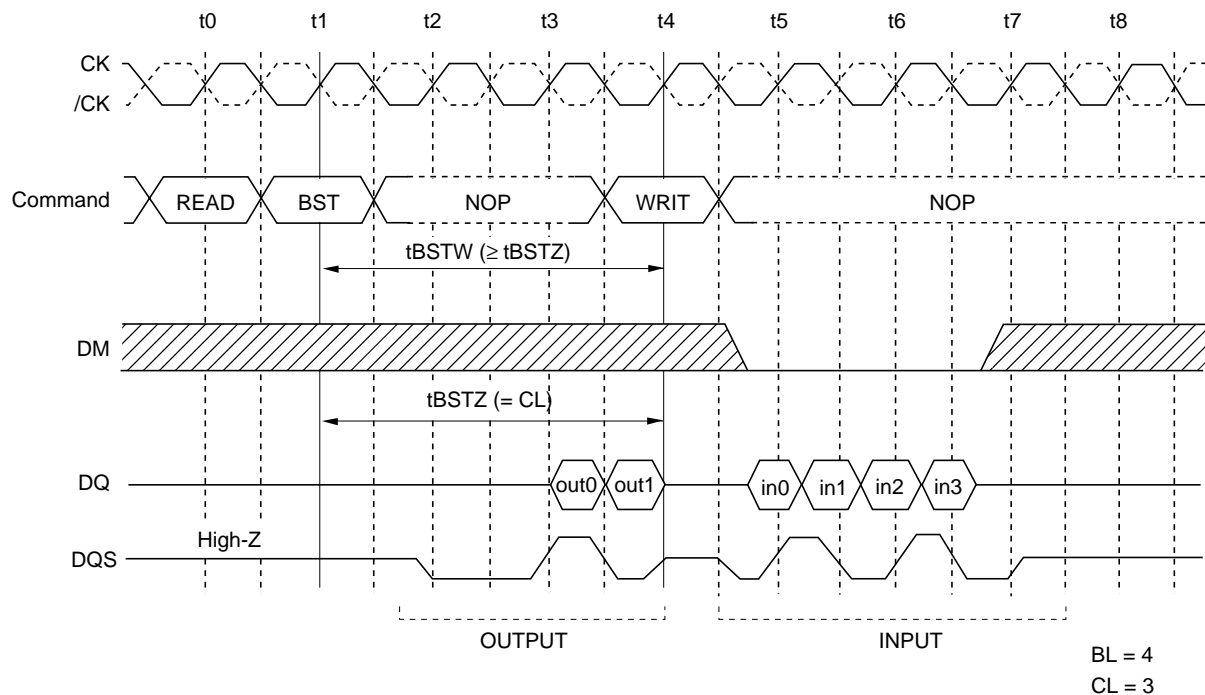 t0 t1 t2 t3 t4 t5 t6 t7 t8
CK
/CK
Command READ BST NOP WRIT NOP
tBSTW (≥ tBSTZ)
DM
tBSTZ (= CL)
DQ out0 out1 in0 in1 in2 in3
High-Z
DQS
OUTPUT INPUT
BL = 4
CL = 3